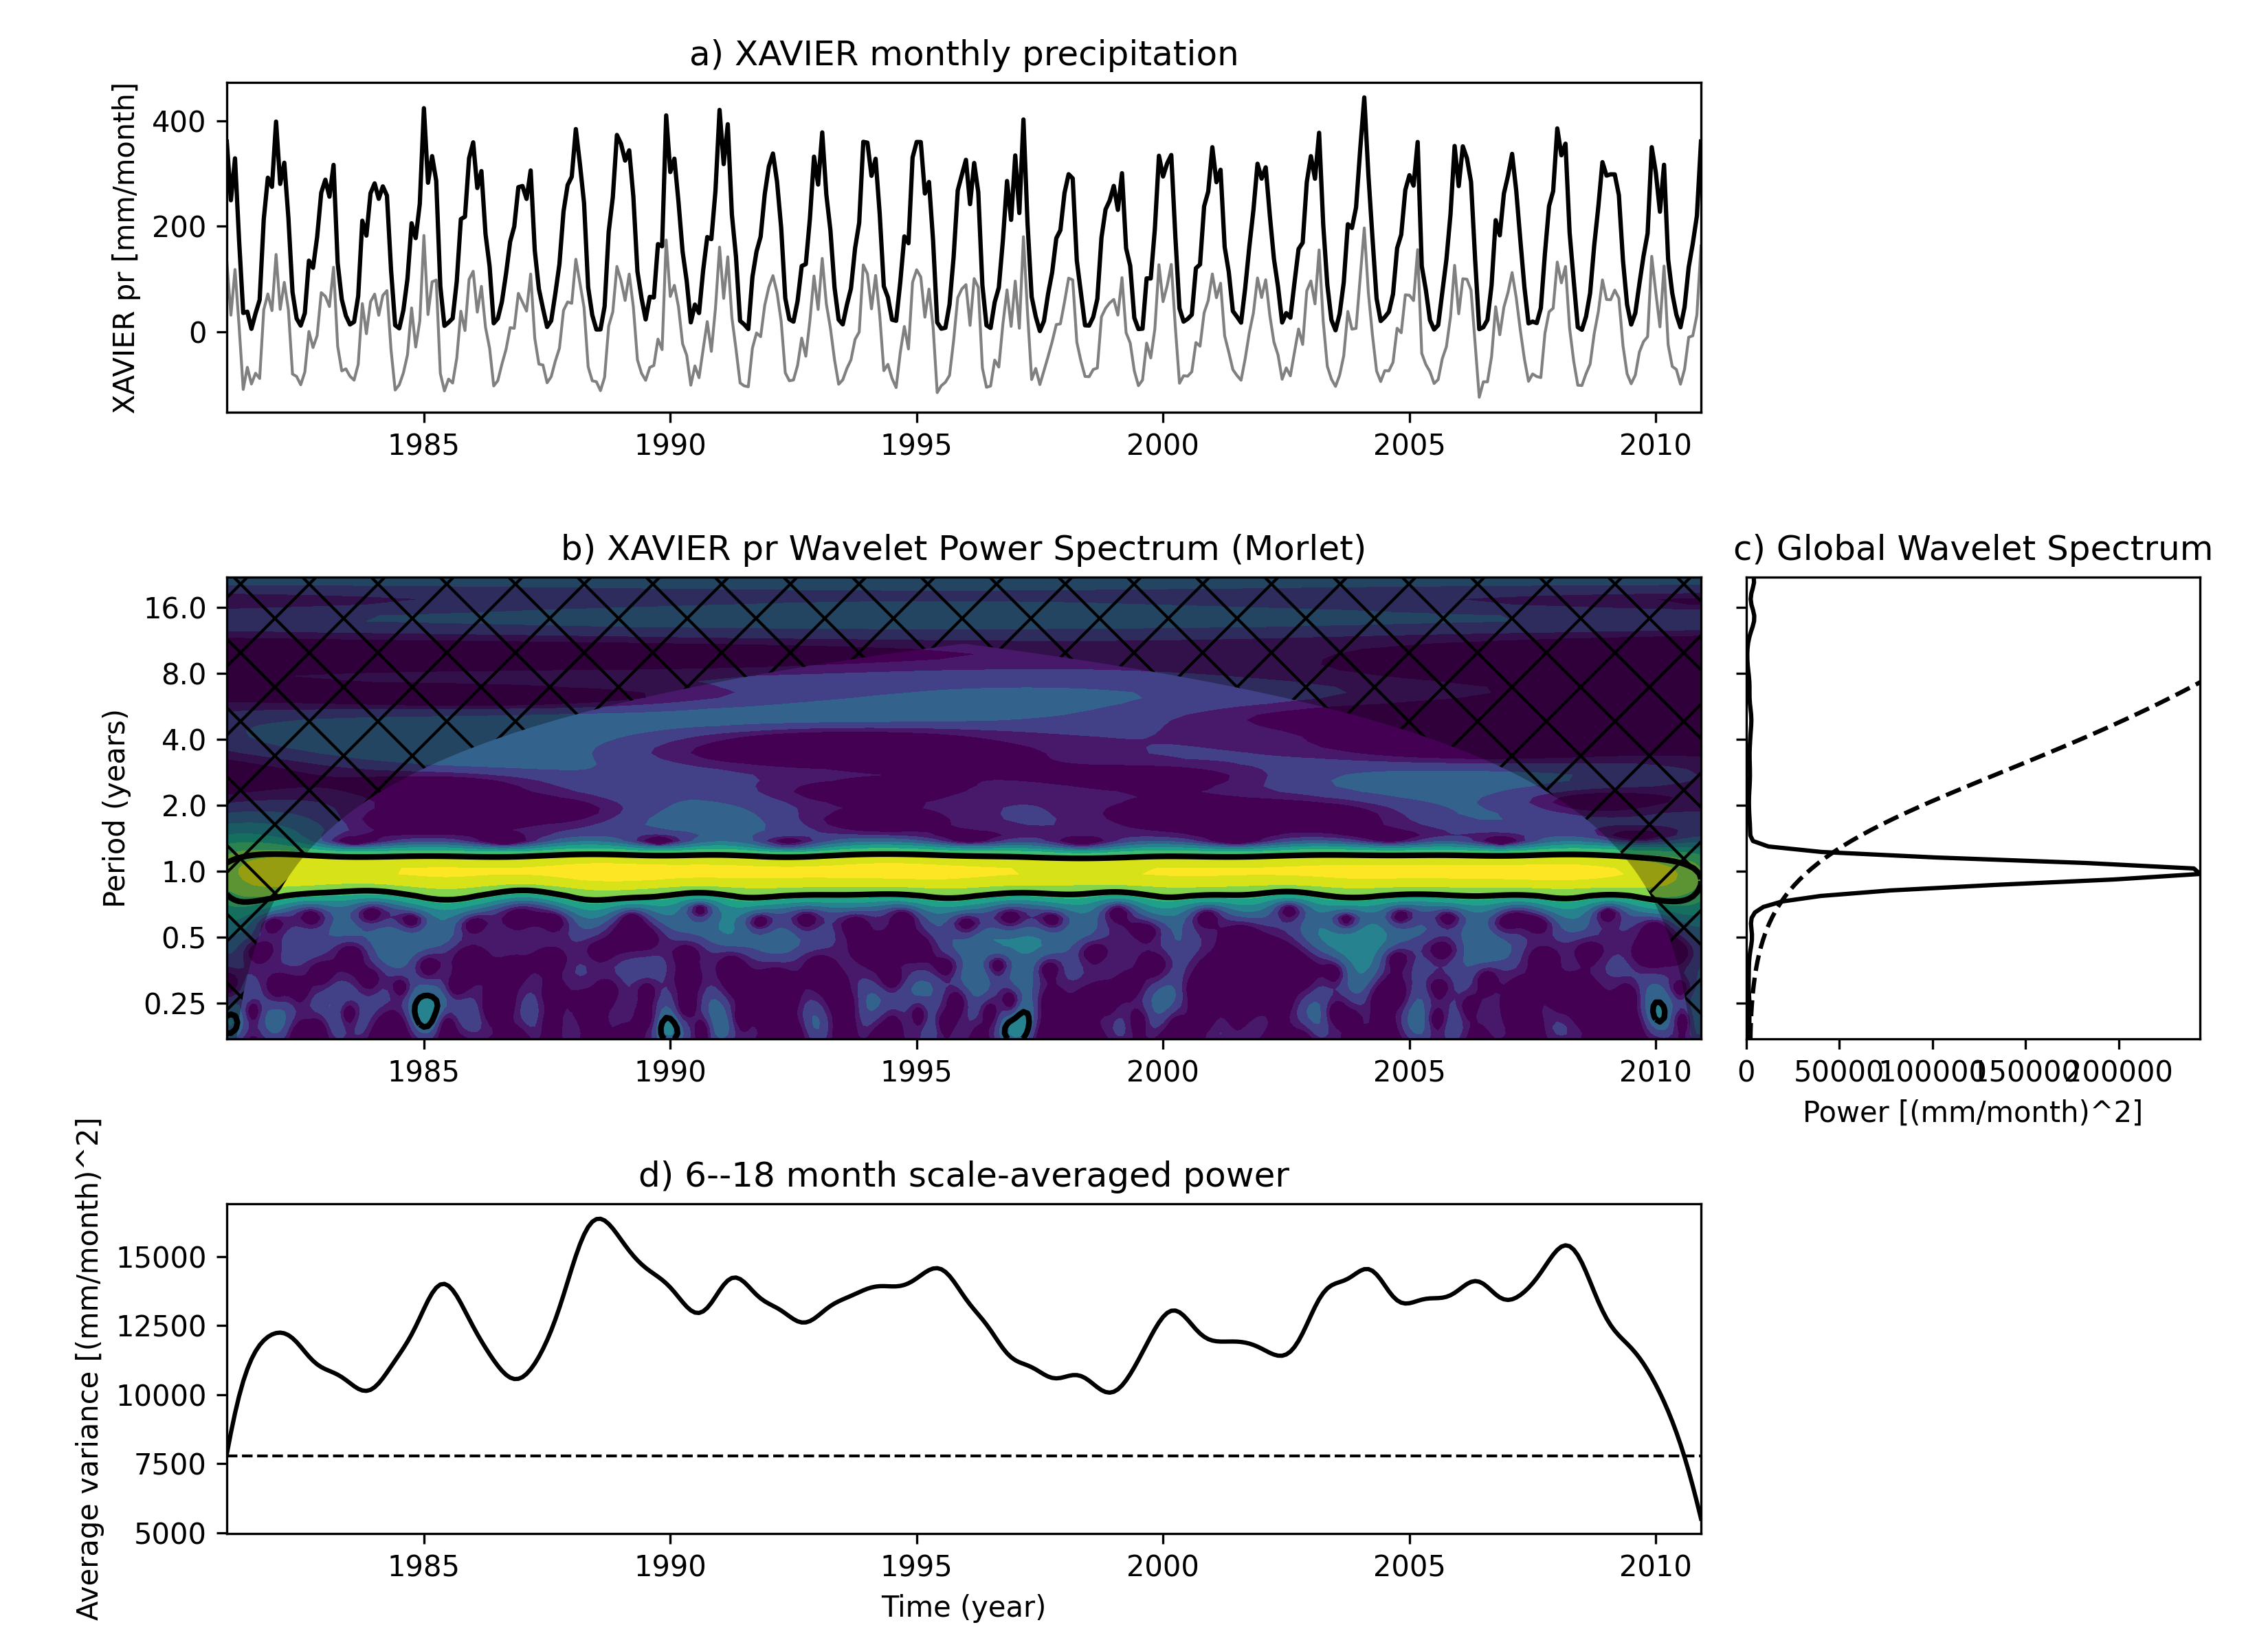 a) XAVIER monthly precipitation
XAVIER pr [mm/month]
400
200
0
1985 1990 1995 2000 2005 2010
b) XAVIER pr Wavelet Power Spectrum (Morlet)
Period (years)
16.0
8.0
4.0
2.0
1.0
0.5
0.25
1985 1990 1995 2000 2005 2010
c) Global Wavelet Spectrum
0 50000 100000 150000 200000
Power [(mm/month)^2]
d) 6--18 month scale-averaged power
Average variance [(mm/month)^2]
15000
12500
10000
7500
5000
1985 1990 1995 2000 2005 2010
Time (year)